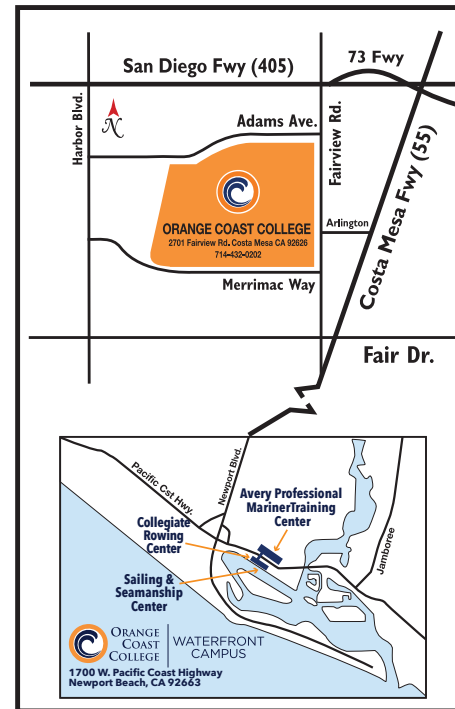 San Diego Fwy (405)
73 Fwy
Harbor Blvd.
N
Adams Ave.
Fairview Rd.
Costa Mesa Fwy (55)
ORANGE COAST COLLEGE
2701 Fairview Rd. Costa Mesa CA 92626
714-432-0202
Arlington
Merrimac Way
Fair Dr.
Pacific Cst Hwy.
Newport Blvd.
Jamboree
Avery Professional
MarinerTraining
Center
Collegiate
Rowing
Center
Sailing &
Seamanship
Center
ORANGE
COAST
COLLEGE
WATERFRONT
CAMPUS
1700 W. Pacific Coast Highway
Newport Beach, CA 92663